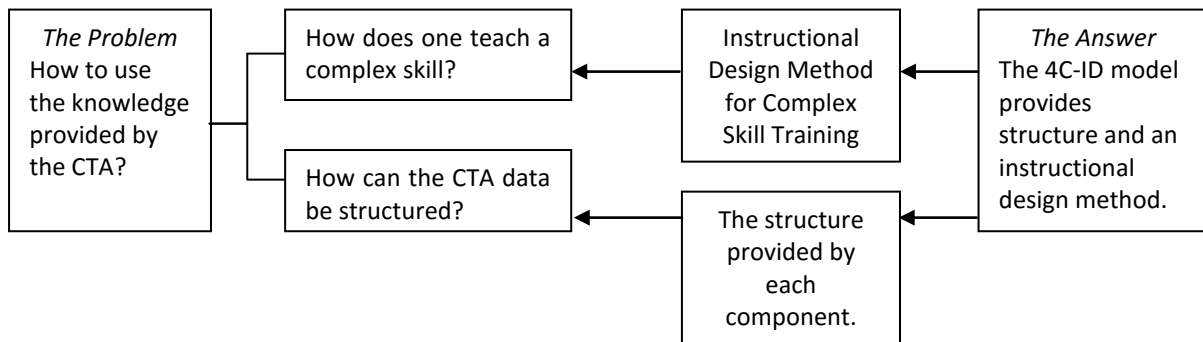 The Problem
How to use
the knowledge
provided by
the CTA?
How does one teach a
complex skill?
How can the CTA data
be structured?
Instructional
Design Method
for Complex
Skill Training
The structure
provided by
each
component.
The Answer
The 4C-ID model
provides
structure and an
instructional
design method.